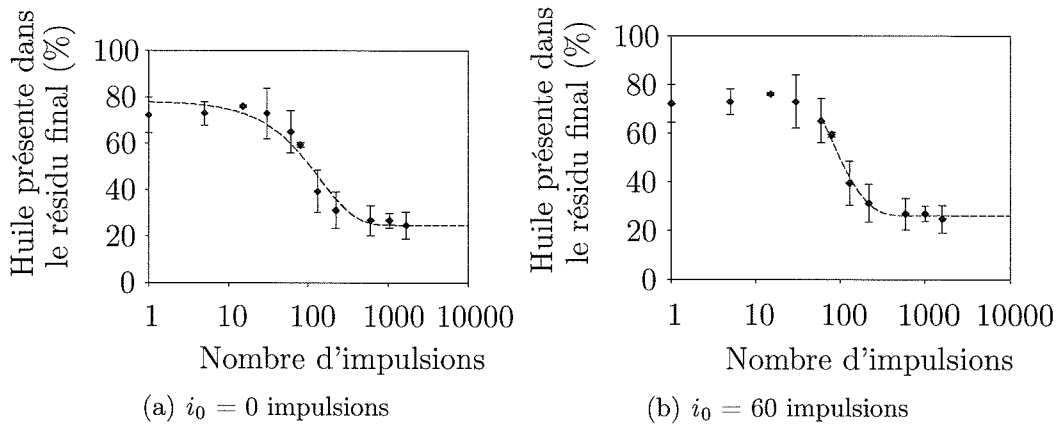 Huile présente dans
le résidu final (%)
100
80
60
40
20
0
1 10 100 1000 10000
Nombre d'impulsions
(a) i₀ = 0 impulsions
Huile présente dans
le résidu final (%)
100
80
60
40
20
0
1 10 100 1000 10000
Nombre d'impulsions
(b) i₀ = 60 impulsions